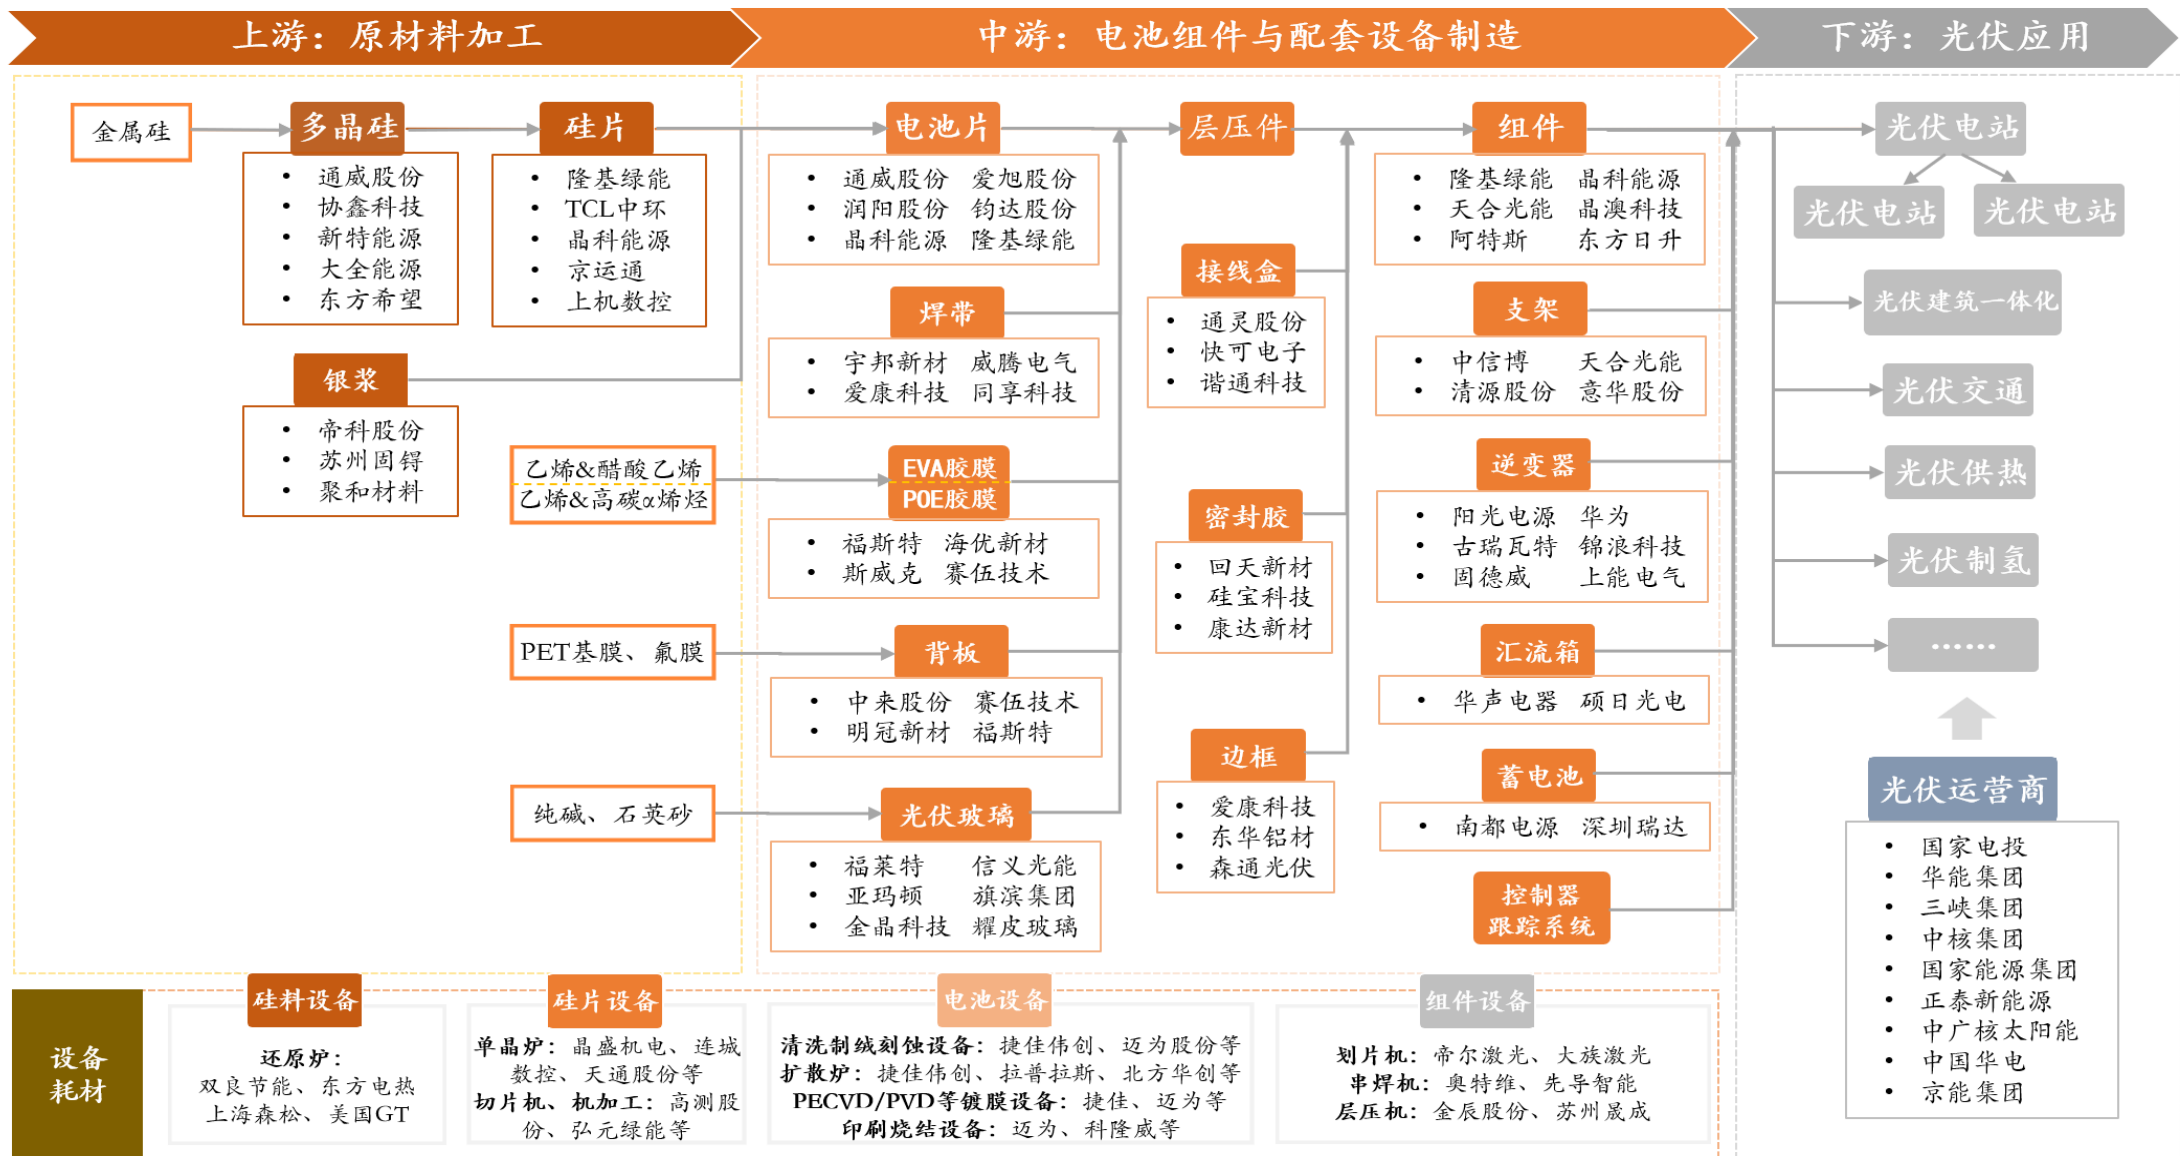 上游：原材料加工
中游：电池组件与配套设备制造
下游：光伏应用
金属硅
多晶硅
通威股份
协鑫科技
新特能源
大全能源
东方希望
硅片
隆基绿能
TCL中环
晶科能源
京运通
上机数控
银浆
帝科股份
苏州固锝
聚和材料
乙烯&醋酸乙烯
乙烯&高碳α烯烃
PET基膜、氟膜
纯碱、石英砂
电池片
通威股份 爱旭股份
润阳股份 钧达股份
晶科能源 隆基绿能
焊带
宇邦新材 威腾电气
爱康科技 同享科技
EVA胶膜
POE胶膜
福斯特 海优新材
斯威克 赛伍技术
背板
中来股份 赛伍技术
明冠新材 福斯特
光伏玻璃
福莱特 信义光能
亚玛顿 旗滨集团
金晶科技 耀皮玻璃
层压件
接线盒
通灵股份
快可电子
谐通科技
密封胶
回天新材
硅宝科技
康达新材
边框
爱康科技
东华铝材
森通光伏
组件
隆基绿能 晶科能源
天合光能 晶澳科技
阿特斯 东方日升
支架
中信博 天合光能
清源股份 意华股份
逆变器
阳光电源 华为
古瑞瓦特 锦浪科技
固德威 上能电气
汇流箱
华声电器 硕日光电
蓄电池
南都电源 深圳瑞达
控制器
跟踪系统
光伏电站
光伏电站
光伏电站
光伏建筑一体化
光伏交通
光伏供热
光伏制氢
……
光伏运营商
国家电投
华能集团
三峡集团
中核集团
国家能源集团
正泰新能源
中广核太阳能
中国华电
京能集团
设备
耗材
硅料设备
还原炉：
双良节能、东方电热
上海森松、美国GT
硅片设备
单晶炉：晶盛机电、连城
数控、天通股份等
切片机、机加工：高测股
份、弘元绿能等
电池设备
清洗制绒刻蚀设备：捷佳伟创、迈为股份等
扩散炉：捷佳伟创、拉普拉斯、北方华创等
PECVD/PVD等镀膜设备：捷佳、迈为等
印刷烧结设备：迈为、科隆威等
组件设备
划片机：帝尔激光、大族激光
串焊机：奥特维、先导智能
层压机：金辰股份、苏州晟成